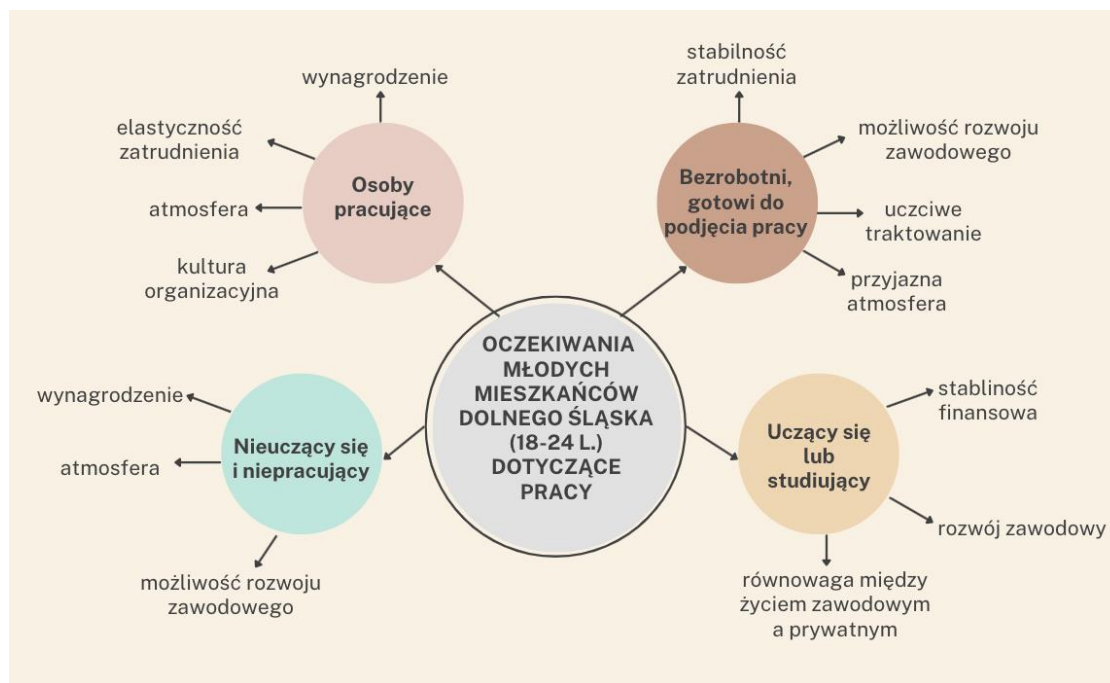 wynagrodzenie
elastyczność
zatrudnienia
atmosfera
kultura
organizacyjna
Osoby
pracujące
stabilność
zatrudnienia
możliwość rozwoju
zawodowego
uczciwe
traktowanie
przyjazna
atmosfera
Bezrobotni,
gotowi do
podjęcia pracy
OCZEKIWANIA
MŁODYCH
MIESZKAŃCÓW
DOLNEGO ŚLĄSKA
(18-24 L.)
DOTYCZĄCE
PRACY
wynagrodzenie
atmosfera
możliwość rozwoju
zawodowego
Nieuczący się
i niepracujący
Uczący się
lub
studiujący
stabliność
finansowa
rozwój zawodowy
równowaga między
życiem zawodowym
a prywatnym